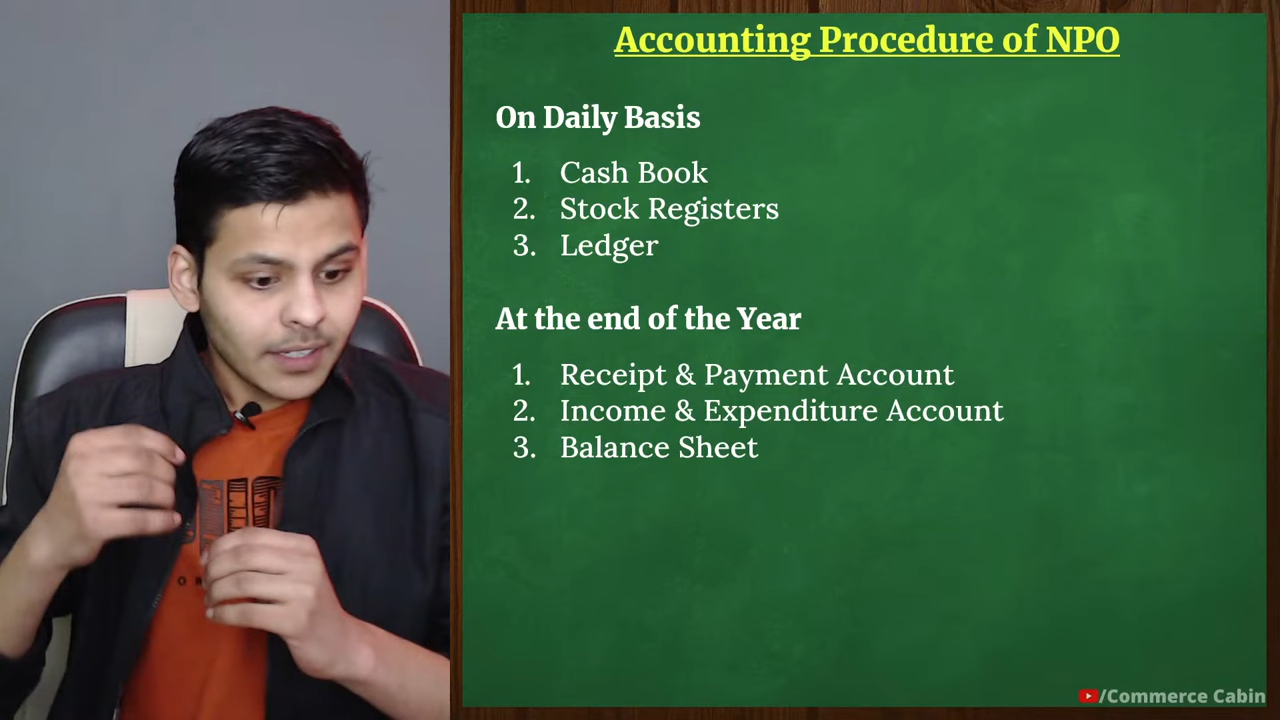 Accounting Procedure of NPO
On Daily Basis
1. Cash Book
2. Stock Registers
3. Ledger
At the end of the Year
1. Receipt & Payment Account
2. Income & Expenditure Account
3. Balance Sheet
/Commerce Cabin